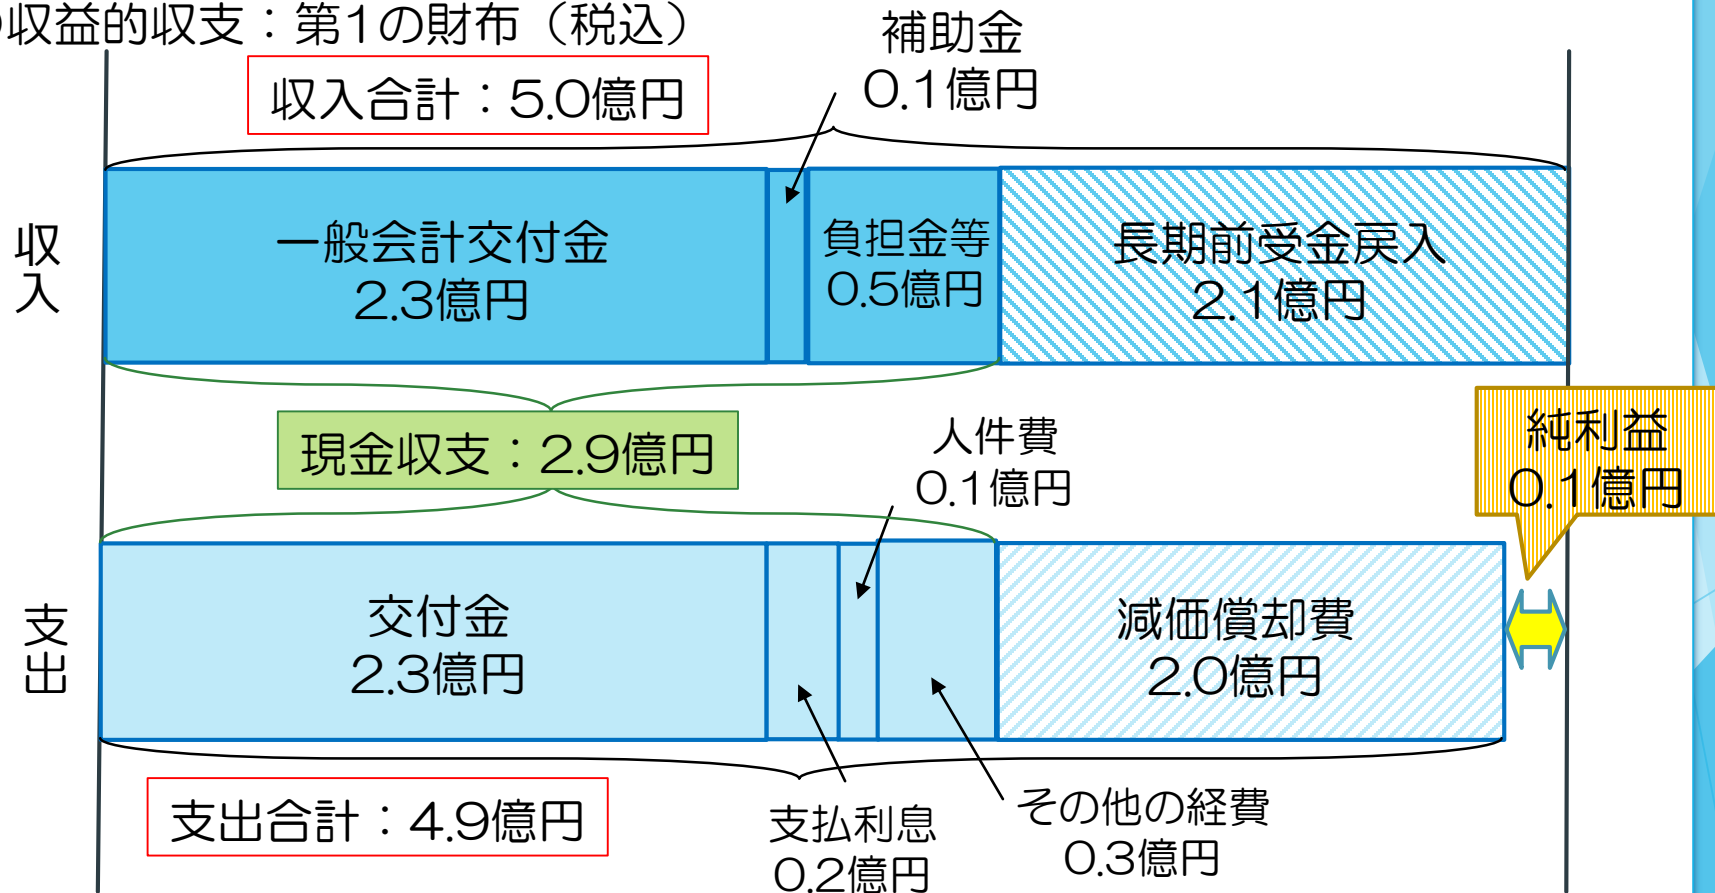 収益的収支：第1の財布（税込）
補助金
0.1億円
収入合計：5.0億円
収入
一般会計交付金
2.3億円
負担金等
0.5億円
長期前受金戻入
2.1億円
現金収支：2.9億円
人件費
0.1億円
純利益
0.1億円
支出
交付金
2.3億円
減価償却費
2.0億円
支出合計：4.9億円
支払利息
0.2億円
その他の経費
0.3億円